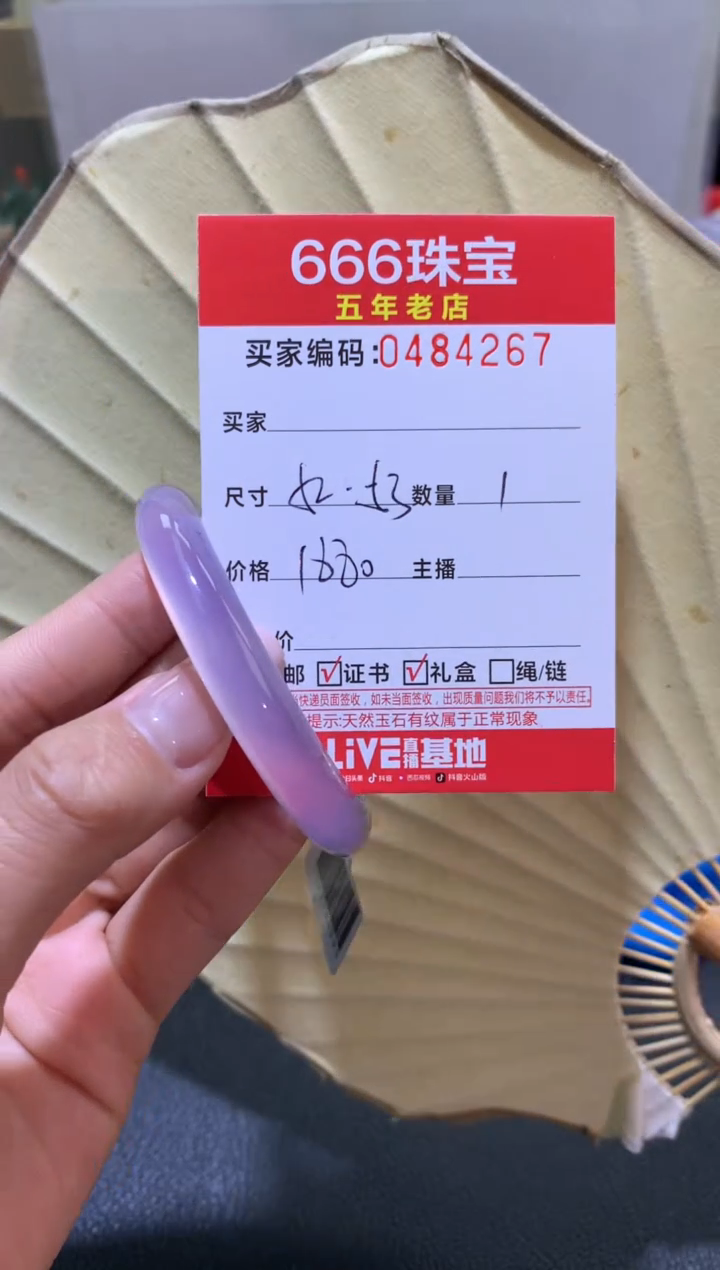 666珠宝
五年老店
买家编码:0484267
买家
尺寸 52-53 数量 1
价格 1880 主播
价
邮 证书 礼盒 绳/链
快递员面签收,如未当面签收,出现质量问题我们将不予以责任。
提示:天然玉石有纹属于正常现象
LiVE直播基地
抖音 抖音火山版